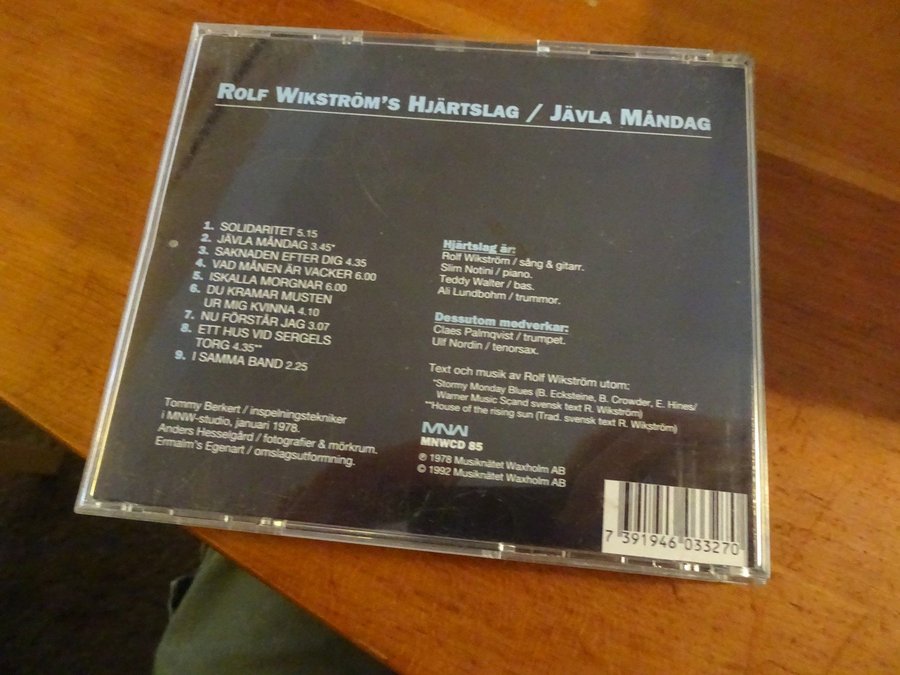 ROLF WIKSTRÖM'S HJÄRTSLAG / JÄVLA MÅNDAG
1. SOLIDARITET 5.15
2. JÄVLA MÅNDAG 3.45*
3. SAKNADEN EFTER DIG 4.35
4. VAD MÅNEN ÄR VACKER 6.00
5. ISKALLA MORGNAR 6.00
6. DU KRAMAR MUSTEN
UR MIG KVINNA 4.10
7. NU FÖRSTÅR JAG 3.07
8. ETT HUS VID SERGELS
TORG 4.35**
9. I SAMMA BAND 2.25
Tommy Berkert / inspelningstekniker
i MNW-studio, januari 1978.
Anders Hesselgård / fotografier & mörkrum.
Ermalm's Egenart / omslagsutformning.
Hjärtslag är:
Rolf Wikström / sång & gitarr.
Slim Notini / piano.
Teddy Walter / bas.
Ali Lundbohm / trummor.
Dessutom medverkar:
Claes Palmqvist / trumpet.
Ulf Nordin / tenorsax.
Text och musik av Rolf Wikström utom:
*Stormy Monday Blues (B. Ecksteine, B. Crowder, E. Hines/
Warner Music Scand svensk text R. Wikström)
**House of the rising sun (Trad. svensk text R. Wikström)
MNW
MNWCD 85
℗ 1978 Musiknätet Waxholm AB
© 1992 Musiknätet Waxholm AB
7 391946 033270